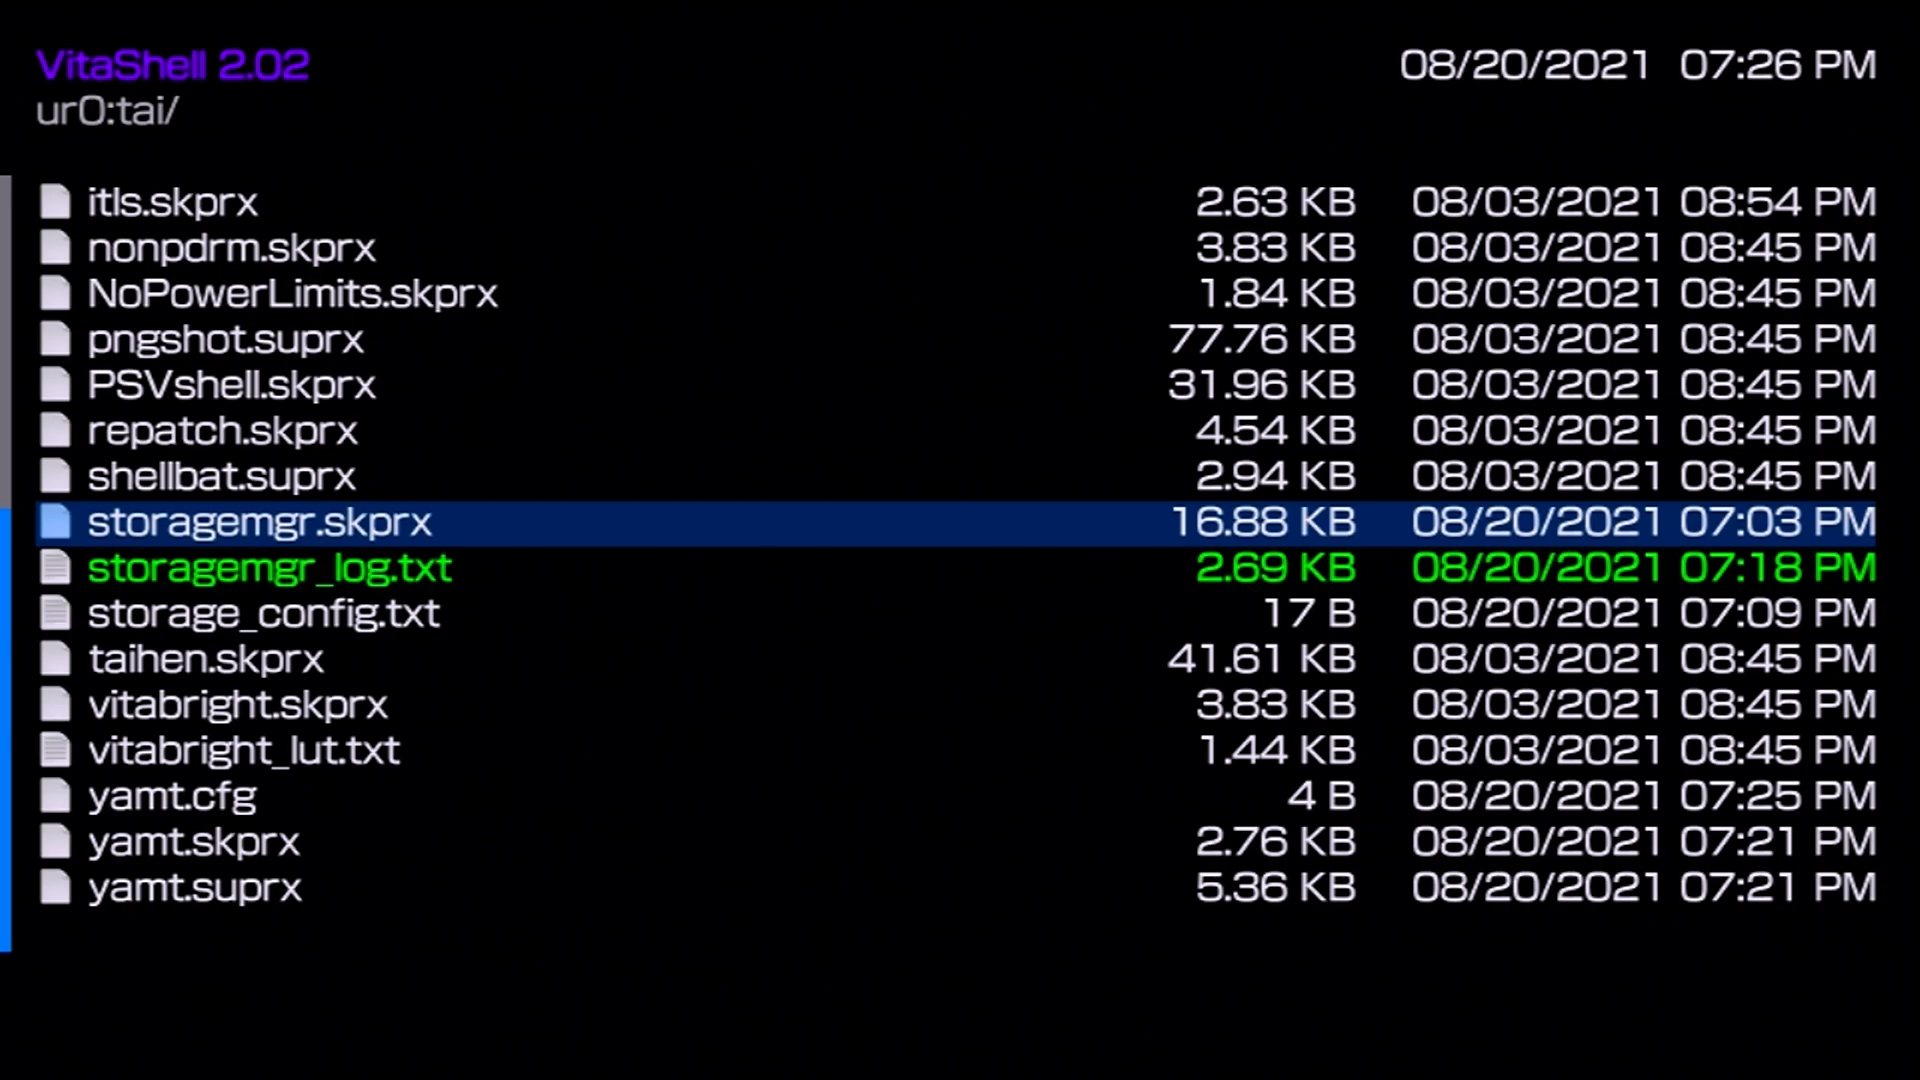 VitaShell 2.02 08/20/2021 07:26 PM
ur0:tai/
itls.skprx 2.63 KB 08/03/2021 08:54 PM
nonpdrm.skprx 3.83 KB 08/03/2021 08:45 PM
NoPowerLimits.skprx 1.84 KB 08/03/2021 08:45 PM
pngshot.suprx 77.76 KB 08/03/2021 08:45 PM
PSVshell.skprx 31.96 KB 08/03/2021 08:45 PM
repatch.skprx 4.54 KB 08/03/2021 08:45 PM
shellbat.suprx 2.94 KB 08/03/2021 08:45 PM
storagemgr.skprx 16.88 KB 08/20/2021 07:03 PM
storagemgr_log.txt 2.69 KB 08/20/2021 07:18 PM
storage_config.txt 17 B 08/20/2021 07:09 PM
taihen.skprx 41.61 KB 08/03/2021 08:45 PM
vitabright.skprx 3.83 KB 08/03/2021 08:45 PM
vitabright_lut.txt 1.44 KB 08/03/2021 08:45 PM
yamt.cfg 4 B 08/20/2021 07:25 PM
yamt.skprx 2.76 KB 08/20/2021 07:21 PM
yamt.suprx 5.36 KB 08/20/2021 07:21 PM